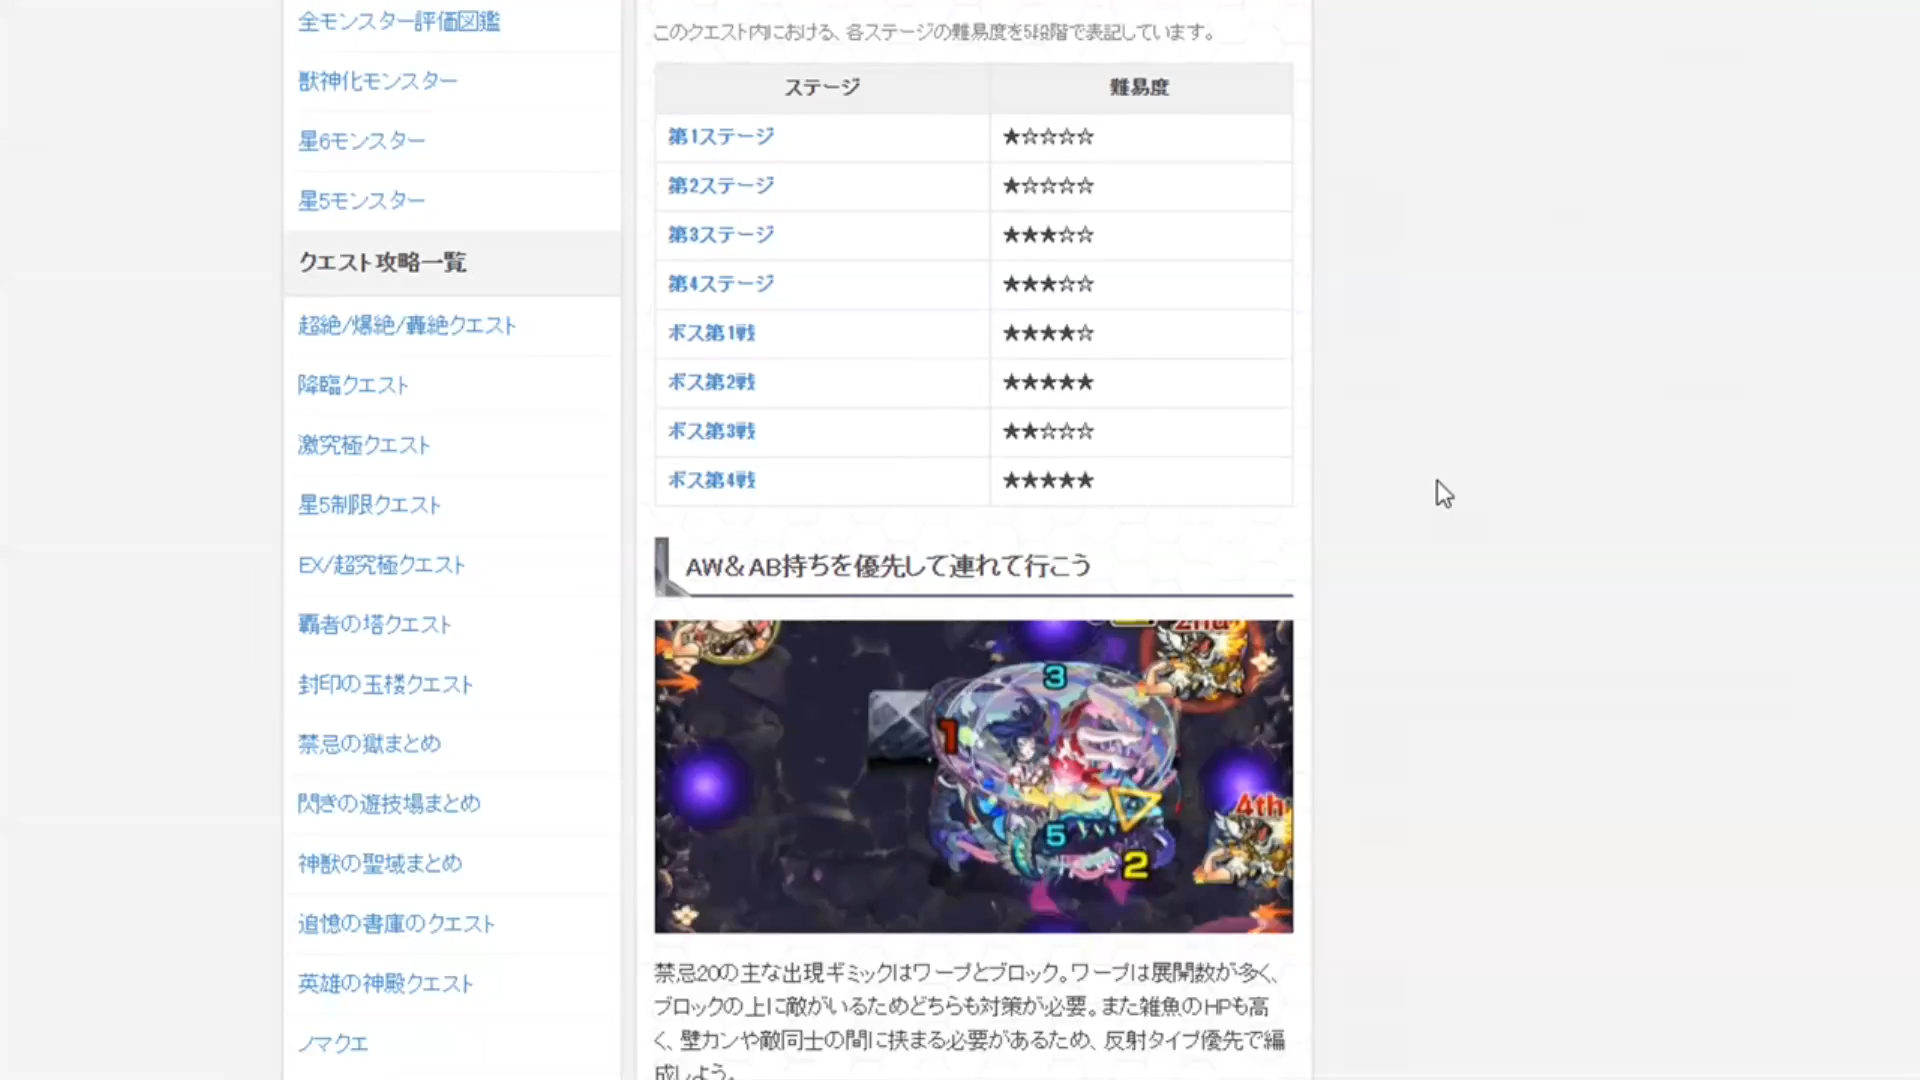 全モンスター評価図鑑
獣神化モンスター
星6モンスター
星5モンスター
クエスト攻略一覧
超絶/爆絶/轟絶クエスト
降臨クエスト
激究極クエスト
星5制限クエスト
EX/超究極クエスト
覇者の塔クエスト
封印の玉楼クエスト
禁忌の獄まとめ
閃きの遊技場まとめ
神獣の聖域まとめ
追憶の書庫のクエスト
英雄の神殿クエスト
ノマクエ
このクエスト内における、各ステージの難易度を5段階で表記しています。
ステージ 難易度
第1ステージ ★☆☆☆☆
第2ステージ ★☆☆☆☆
第3ステージ ★★★☆☆
第4ステージ ★★★☆☆
ボス第1戦 ★★★★☆
ボス第2戦 ★★★★★
ボス第3戦 ★★☆☆☆
ボス第4戦 ★★★★★
AW&AB持ちを優先して連れて行こう
2nd
3
1
4th
5
2
禁忌20の主な出現ギミックはワープとブロック。ワープは展開数が多く、
ブロックの上に敵がいるためどちらも対策が必要。また雑魚のHPも高
く、壁カンや敵同士の間に挟まる必要があるため、反射タイプ優先で編
成しよう。